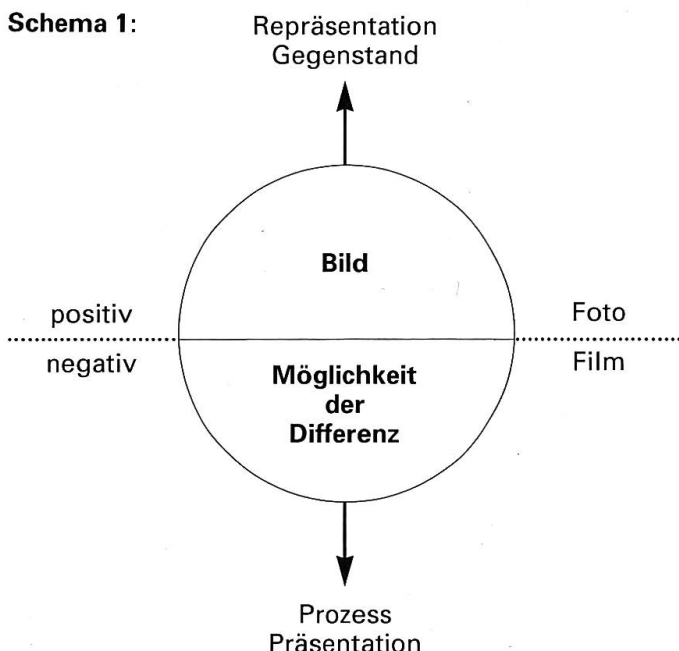 Schema 1:
Repräsentation
Gegenstand
Bild
positiv
Foto
negativ
Film
Möglichkeit
der
Differenz
Prozess
Präsentation